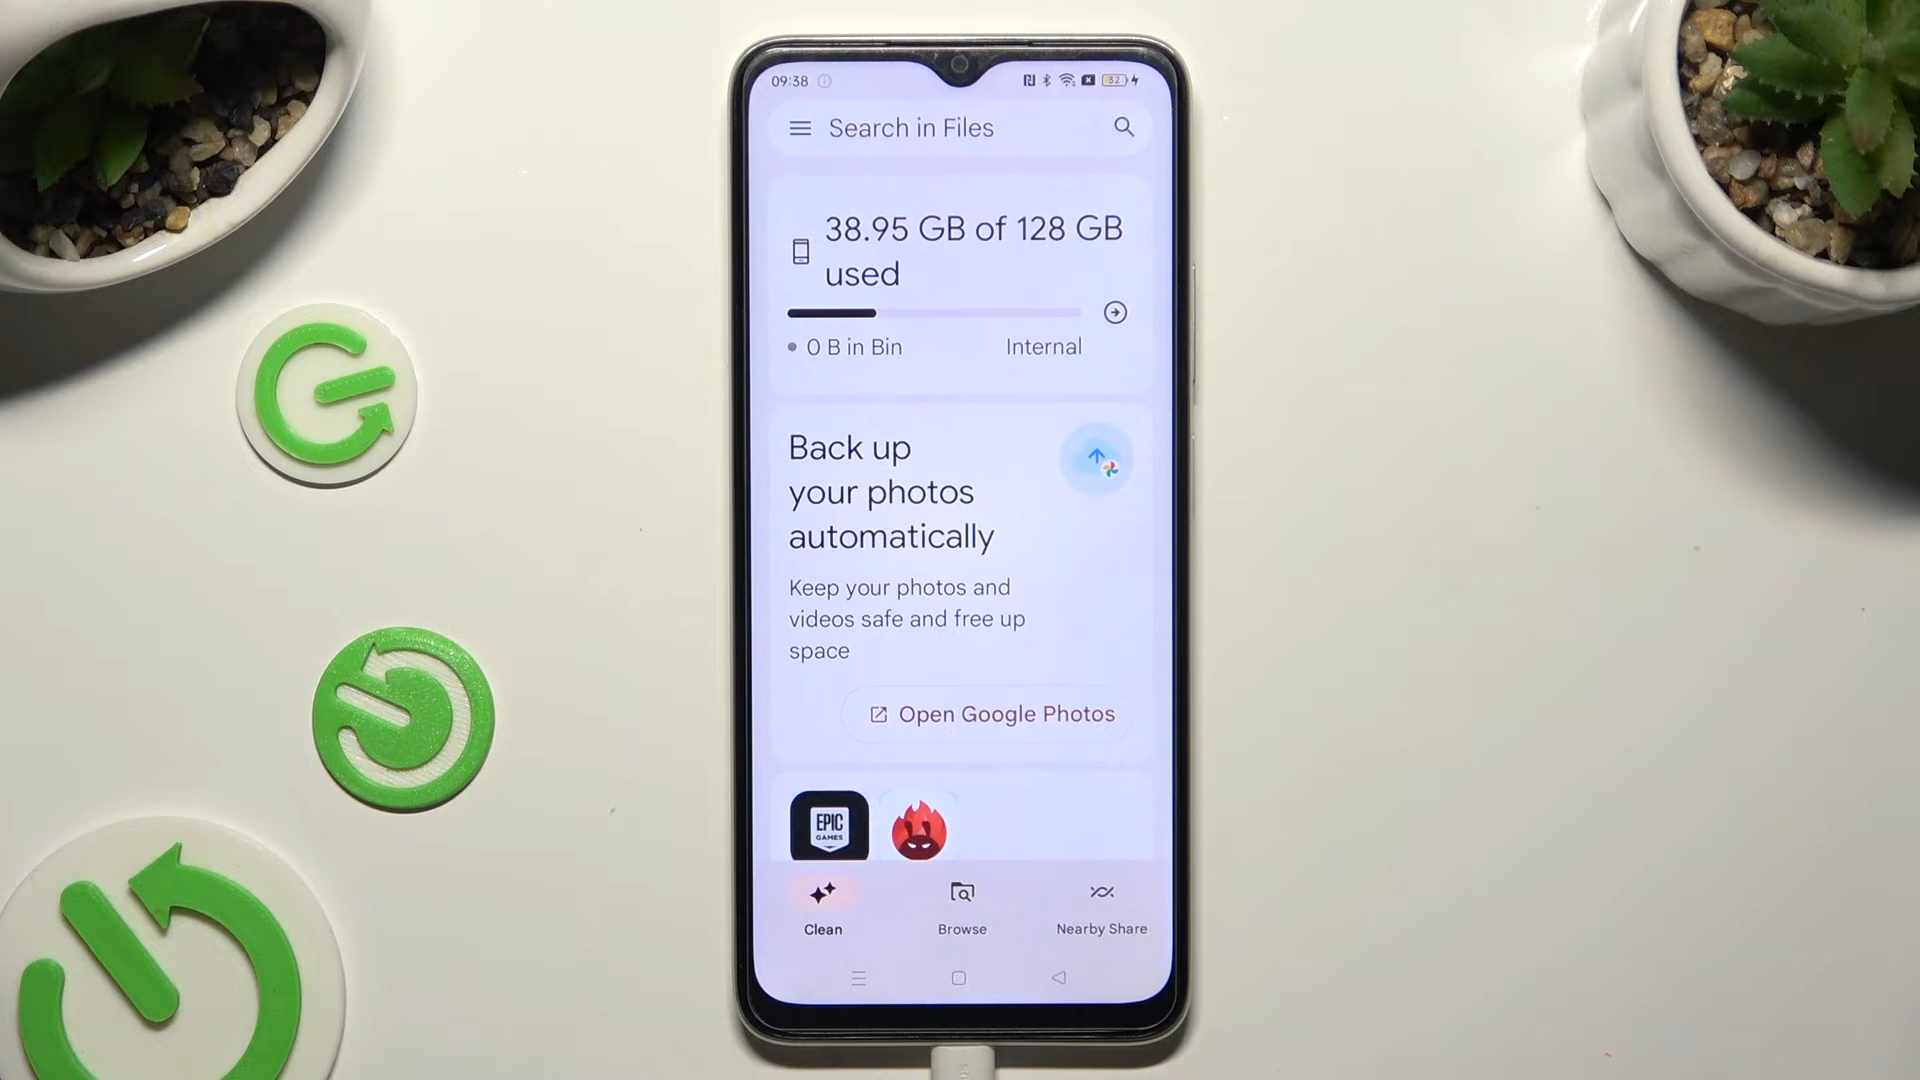 09:38
32
Search in Files
38.95 GB of 128 GB
used
0 B in Bin
Internal
Back up
your photos
automatically
Keep your photos and
videos safe and free up
space
Open Google Photos
EPIC
GAMES
Clean
Browse
Nearby Share